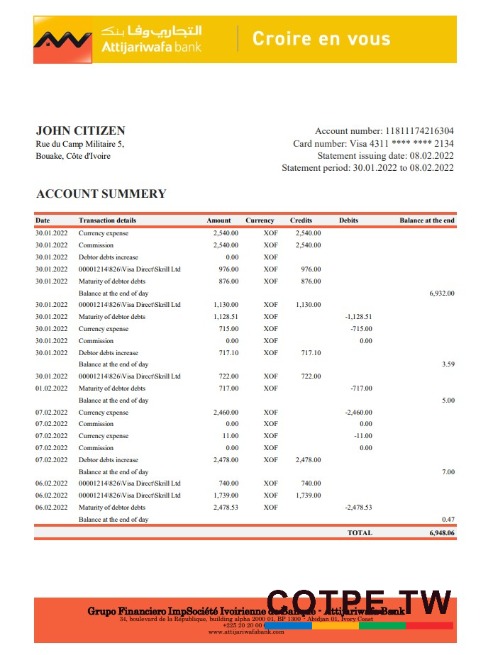 التجاري وفا بنك
Attijariwafa bank
Croire en vous
JOHN CITIZEN
Rue du Camp Militaire 5,
Bouake, Côte d'Ivoire
Account number: 11811174216304
Card number: Visa 4311 **** **** 2134
Statement issuing date: 08.02.2022
Statement period: 30.01.2022 to 08.02.2022
ACCOUNT SUMMERY
Date Transaction details Amount Currency Credits Debits Balance at the end
30.01.2022 Currency expense 2,540.00 XOF 2,540.00
30.01.2022 Commission 2,540.00 XOF 2,540.00
30.01.2022 Debtor debts increase 0.00 XOF
30.01.2022 00001214\826\Visa Direct\Skrill Ltd 976.00 XOF 976.00
30.01.2022 Maturity of debtor debts 876.00 XOF 876.00
Balance at the end of day 6,932.00
30.01.2022 00001214\826\Visa Direct\Skrill Ltd 1,130.00 XOF 1,130.00
30.01.2022 Maturity of debtor debts 1,128.51 XOF -1,128.51
30.01.2022 Currency expense 715.00 XOF -715.00
30.01.2022 Commission 0.00 XOF 0.00
30.01.2022 Debtor debts increase 717.10 XOF 717.10
Balance at the end of day 3.59
30.01.2022 00001214\826\Visa Direct\Skrill Ltd 722.00 XOF 722.00
01.02.2022 Maturity of debtor debts 717.00 XOF -717.00
Balance at the end of day 5.00
07.02.2022 Currency expense 2,460.00 XOF -2,460.00
07.02.2022 Commission 0.00 XOF 0.00
07.02.2022 Currency expense 11.00 XOF -11.00
07.02.2022 Commission 0.00 XOF 0.00
07.02.2022 Debtor debts increase 2,478.00 XOF 2,478.00
Balance at the end of day 7.00
06.02.2022 00001214\826\Visa Direct\Skrill Ltd 740.00 XOF 740.00
06.02.2022 00001214\826\Visa Direct\Skrill Ltd 1,739.00 XOF 1,739.00
06.02.2022 Maturity of debtor debts 2,478.53 XOF -2,478.53
Balance at the end of day 0.47
TOTAL 6,948.06
COTPE TW
Grupo Financiero ImpSociété Ivoirienne de Banque - Attijariwafa Bank
34, boulevard de la République, building alpha 2000 01, BP 1300 - Abidjan 01, Ivory Coast
+225 20 20 00
www.attijariwafabank.com